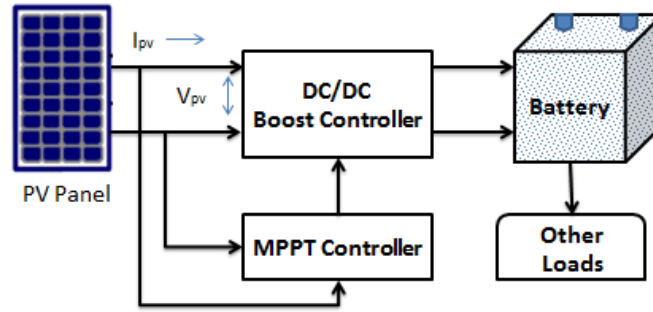 Ipv
Vpv
DC/DC
Boost Controller
Battery
PV Panel
MPPT Controller
Other
Loads